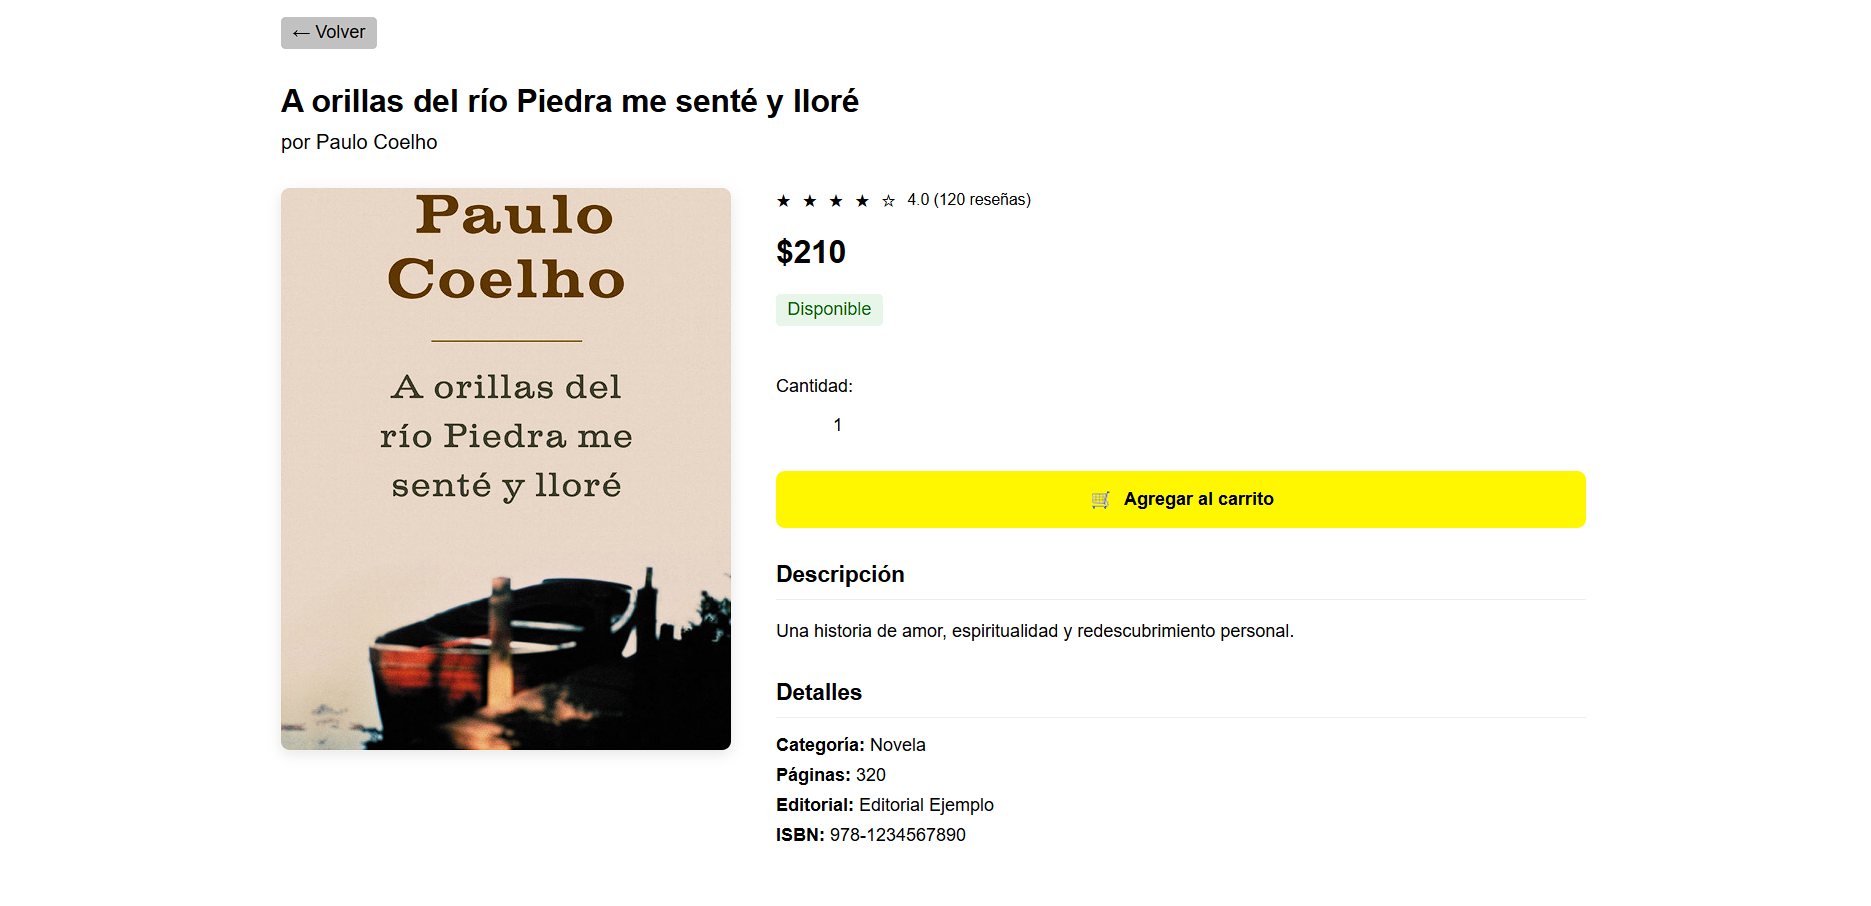 ← Volver
A orillas del río Piedra me senté y lloré
por Paulo Coelho
Paulo
Coelho
A orillas del
río Piedra me
senté y lloré
★ ★ ★ ★ ☆ 4.0 (120 reseñas)
$210
Disponible
Cantidad:
1
🛒 Agregar al carrito
Descripción
Una historia de amor, espiritualidad y redescubrimiento personal.
Detalles
Categoría: Novela
Páginas: 320
Editorial: Editorial Ejemplo
ISBN: 978-1234567890